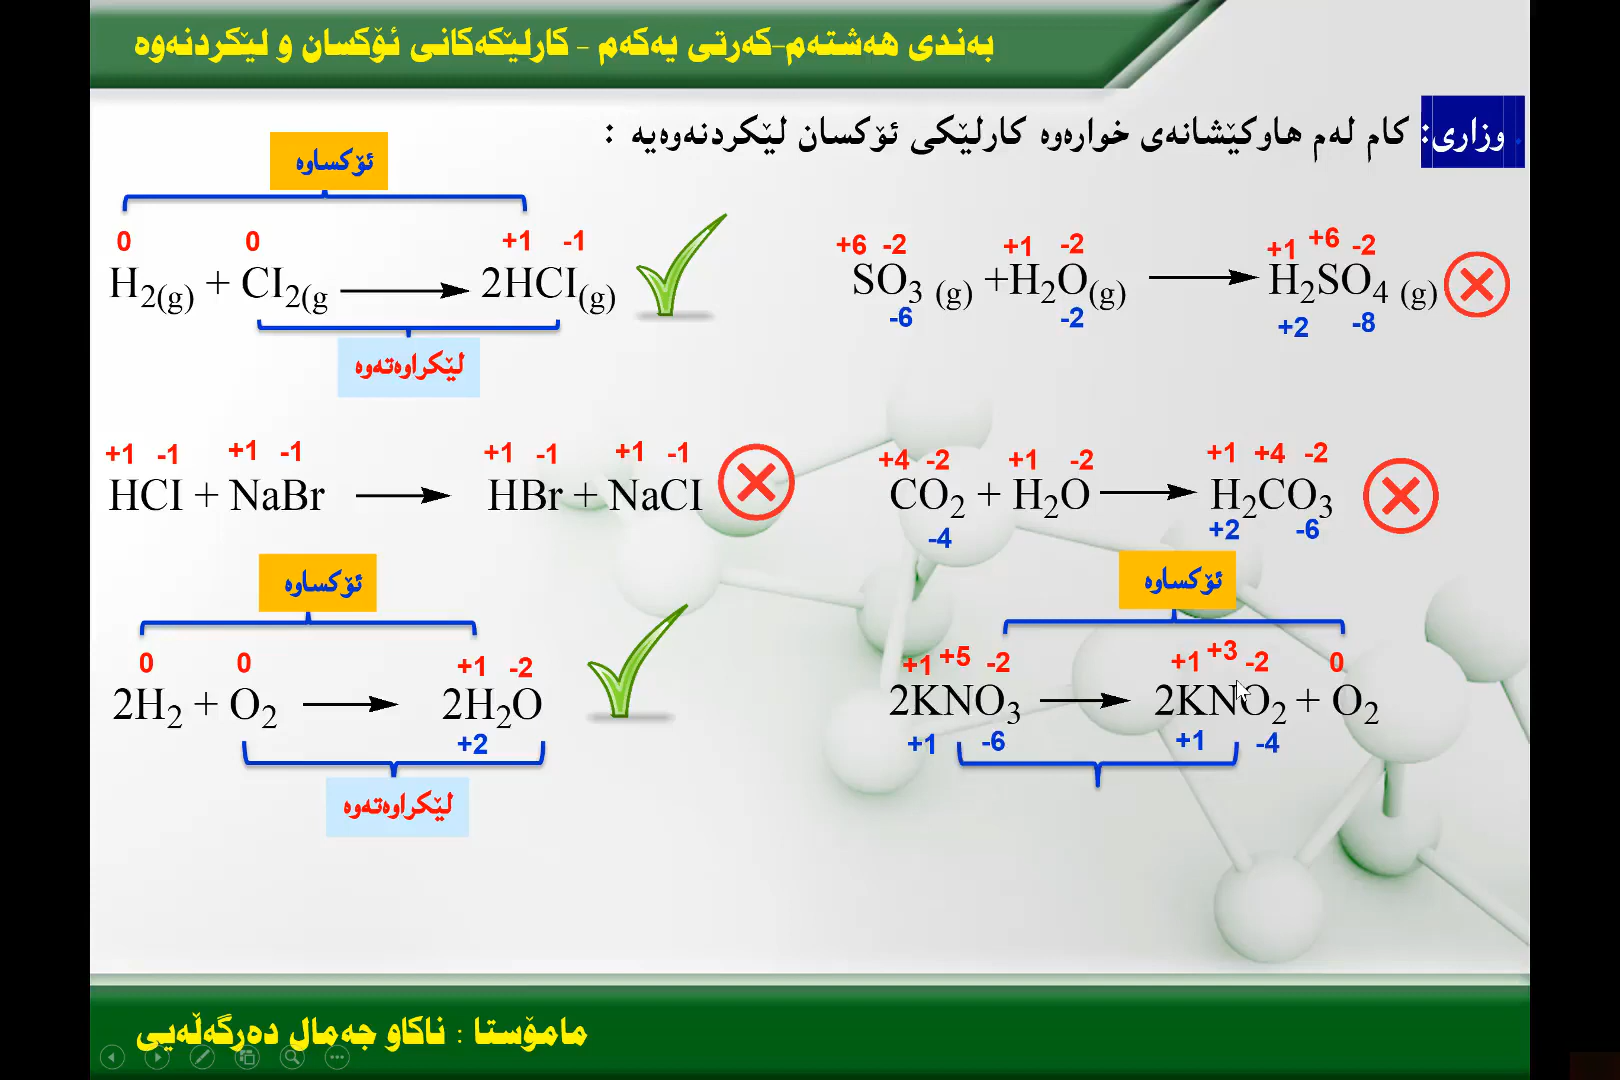 بەندی هەشتەم-کەرتی یەکەم - کارلێکەکانی ئۆکسان و لێکردنەوە
. وزاری: کام لەم هاوکێشانەی خوارەوە کارلێکی ئۆکسان لێکردنەوەیە :
ئۆکساوە
0 0 +1 -1
H2(g) + CI2(g → 2HCI(g)
لێکراوەتەوە
+6 -2 +1 -2 +1 +6 -2
SO3 (g) +H2O(g) → H2SO4 (g)
-6 -2 +2 -8
+1 -1 +1 -1 +1 -1 +1 -1
HCI + NaBr → HBr + NaCI
+4 -2 +1 -2 +1 +4 -2
CO2 + H2O → H2CO3
-4 +2 -6
ئۆکساوە
0 0 +1 -2
2H2 + O2 → 2H2O
+2
لێکراوەتەوە
ئۆکساوە
+1 +5 -2 +1 +3 -2 0
2KNO3 → 2KNO2 + O2
+1 -6 +1 -4
مامۆستا : ناکاو جەمال دەرگەڵەیی